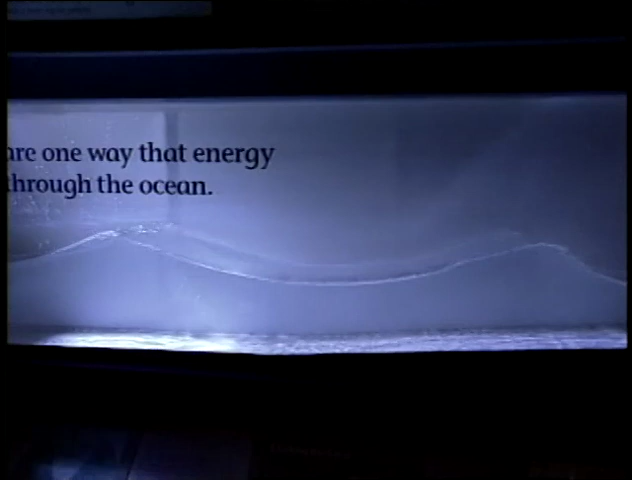 are one way that energy
through the ocean.